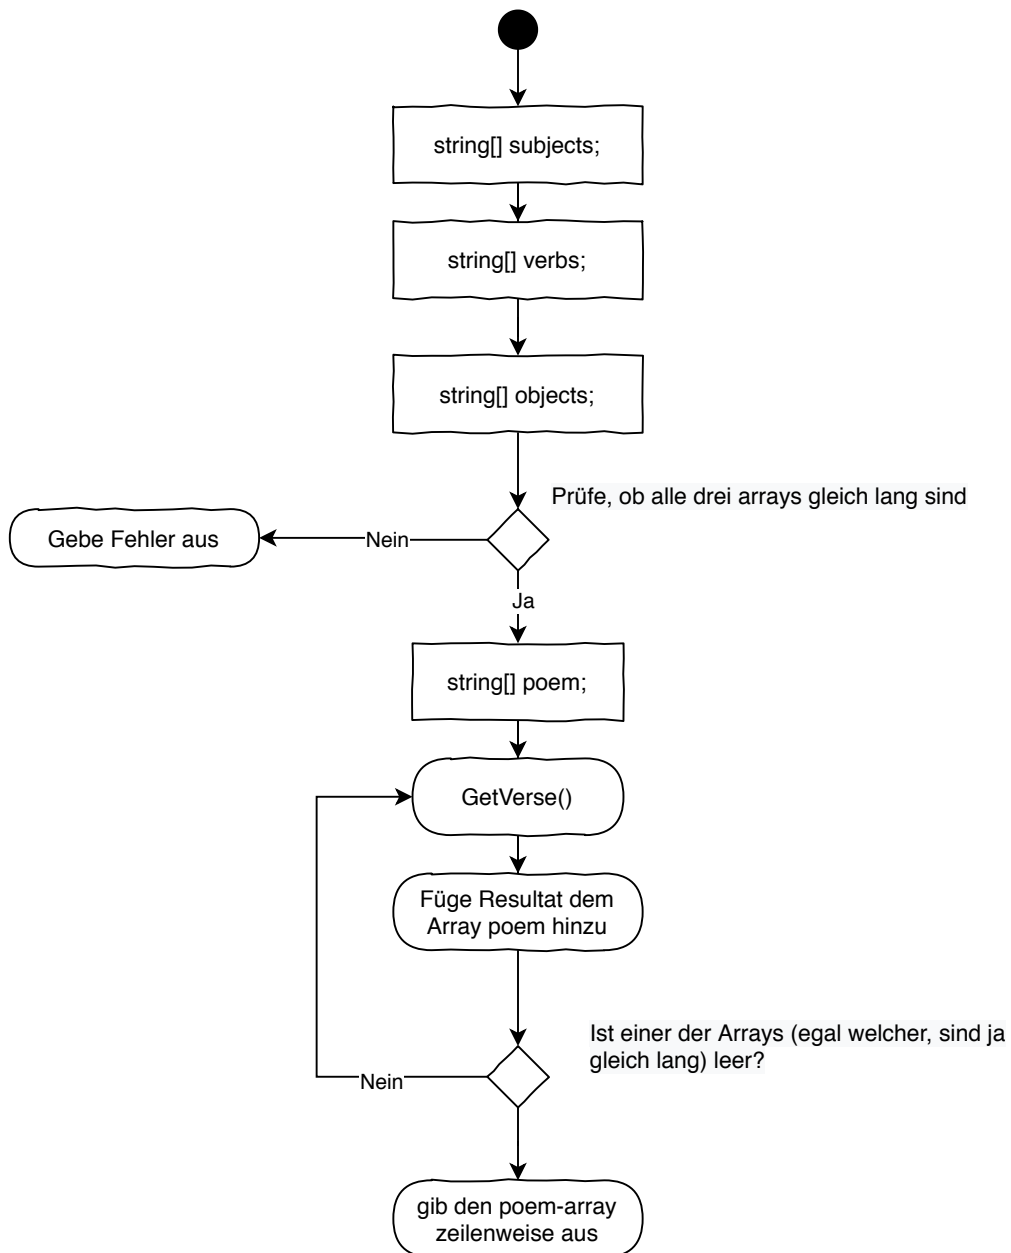 string[] subjects;
string[] verbs;
string[] objects;
Prüfe, ob alle drei arrays gleich lang sind
Gebe Fehler aus
Nein
Ja
string[] poem;
GetVerse()
Füge Resultat dem
Array poem hinzu
Ist einer der Arrays (egal welcher, sind ja
gleich lang) leer?
Nein
gib den poem-array
zeilenweise aus